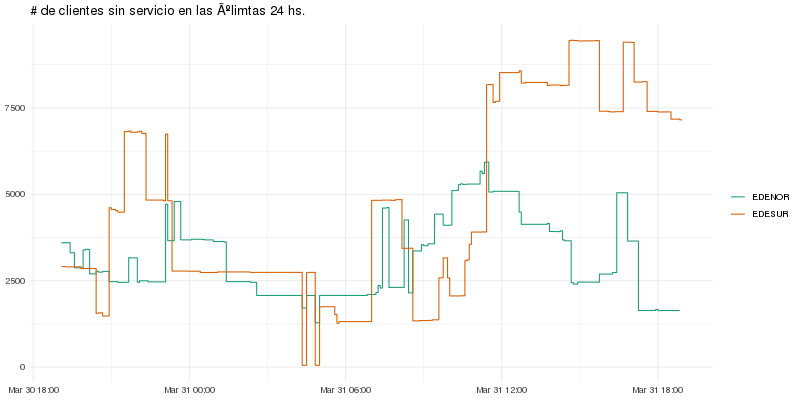 # de clientes sin servicio en las Ãºlimtas 24 hs.
7500
5000
2500
0
Mar 30 18:00 Mar 31 00:00 Mar 31 06:00 Mar 31 12:00 Mar 31 18:00
EDENOR
EDESUR